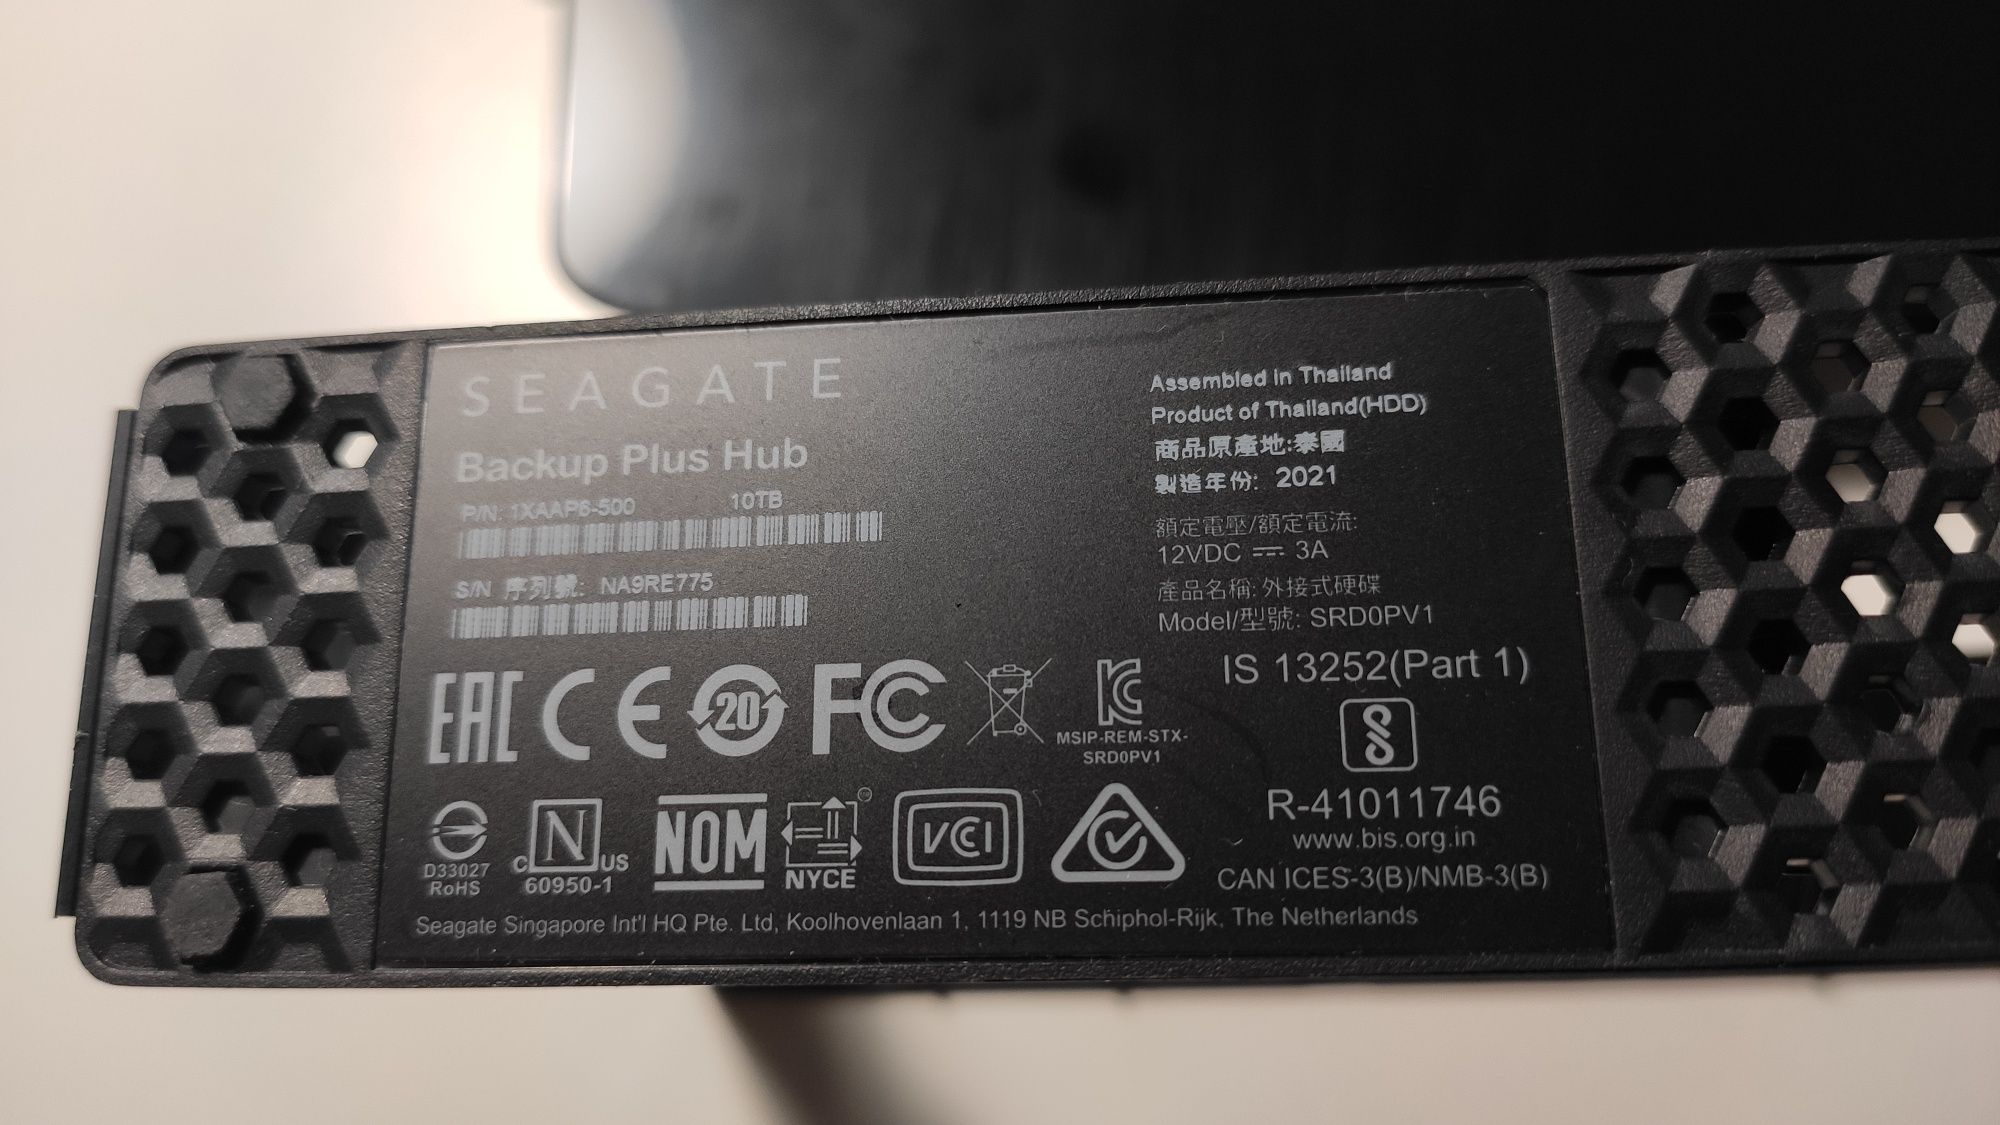 SEAGATE
Backup Plus Hub
P/N: 1XAAP6-500 10TB
S/N 序列號: NA9RE775
Assembled in Thailand
Product of Thailand(HDD)
商品原產地:泰國
製造年份: 2021
額定電壓/額定電流:
12VDC ⎓ 3A
產品名稱: 外接式硬碟
Model/型號: SRD0PV1
EAC CE 20 FC
MSIP-REM-STX-
SRD0PV1
IS 13252(Part 1)
R-41011746
www.bis.org.in
CAN ICES-3(B)/NMB-3(B)
D33027
RoHS
C N US
60950-1
NOM
NYCE
VCI
Seagate Singapore Int'l HQ Pte. Ltd, Koolhovenlaan 1, 1119 NB Schiphol-Rijk, The Netherlands